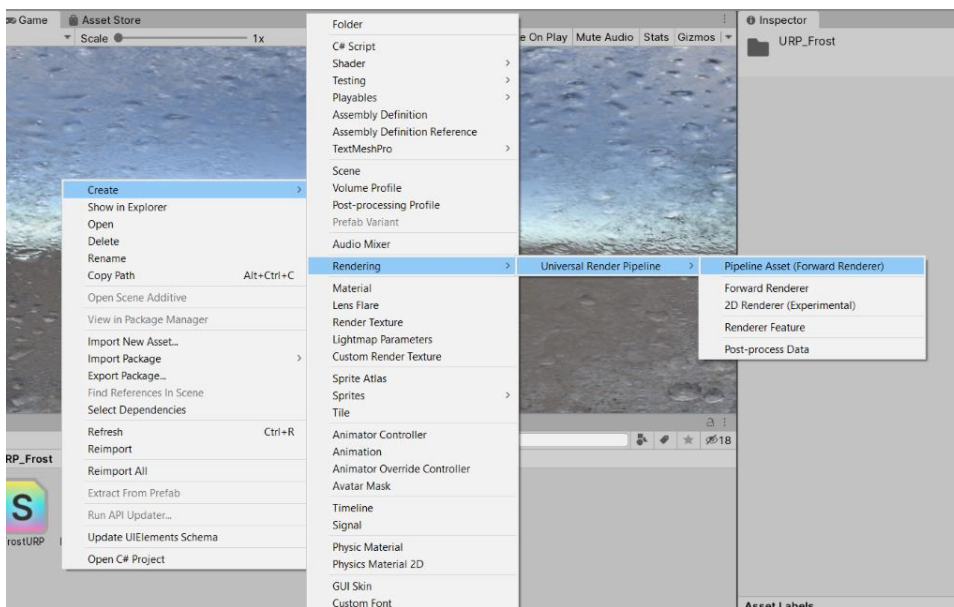 Game
Asset Store
Scale
1x
e On Play
Mute Audio
Stats
Gizmos
Inspector
URP_Frost
Create
Show in Explorer
Open
Delete
Rename
Copy Path Alt+Ctrl+C
Open Scene Additive
View in Package Manager
Import New Asset...
Import Package
Export Package...
Find References In Scene
Select Dependencies
Refresh Ctrl+R
Reimport
Reimport All
Extract From Prefab
Run API Updater...
Update UIElements Schema
Open C# Project
Folder
C# Script
Shader
Testing
Playables
Assembly Definition
Assembly Definition Reference
TextMeshPro
Scene
Volume Profile
Post-processing Profile
Prefab Variant
Audio Mixer
Rendering
Material
Lens Flare
Render Texture
Lightmap Parameters
Custom Render Texture
Sprite Atlas
Sprites
Tile
Animator Controller
Animation
Animator Override Controller
Avatar Mask
Timeline
Signal
Physic Material
Physics Material 2D
GUI Skin
Custom Font
Universal Render Pipeline
Pipeline Asset (Forward Renderer)
Forward Renderer
2D Renderer (Experimental)
Renderer Feature
Post-process Data
18
RP_Frost
S
rostURP
Asset Labels